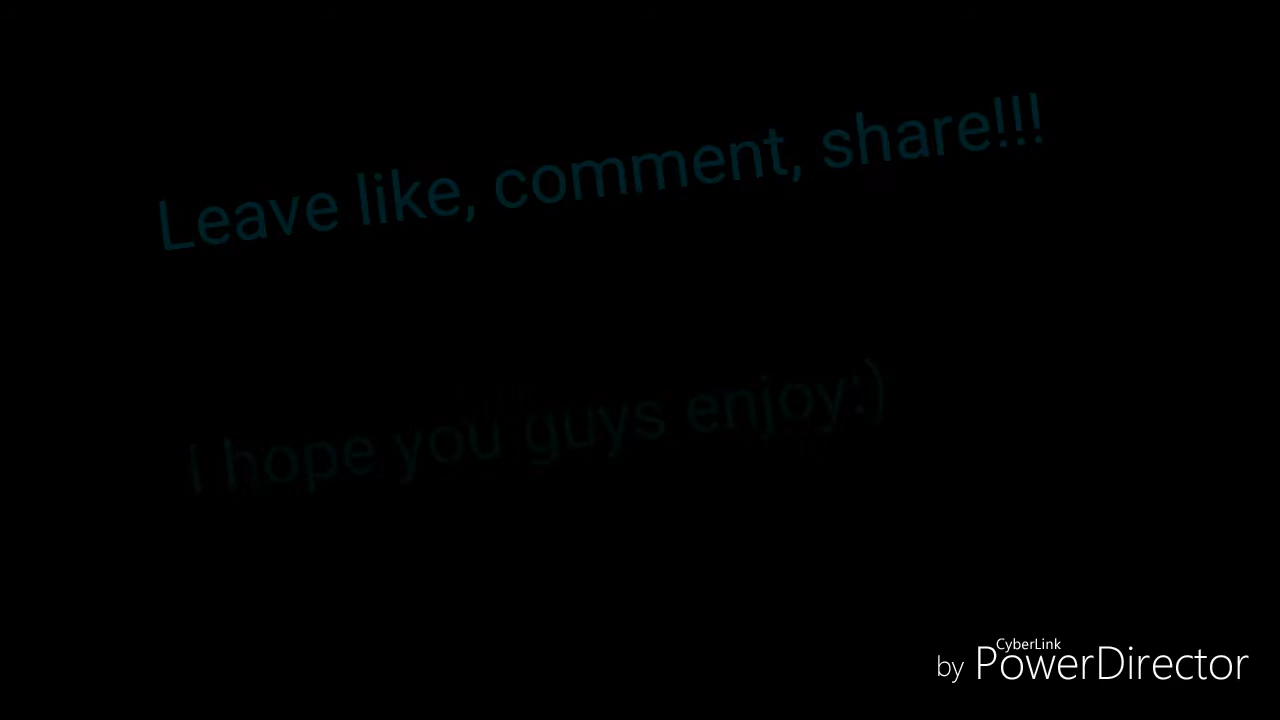 Leave like, comment, share!!!
I hope you guys enjoy:)
by CyberLink PowerDirector